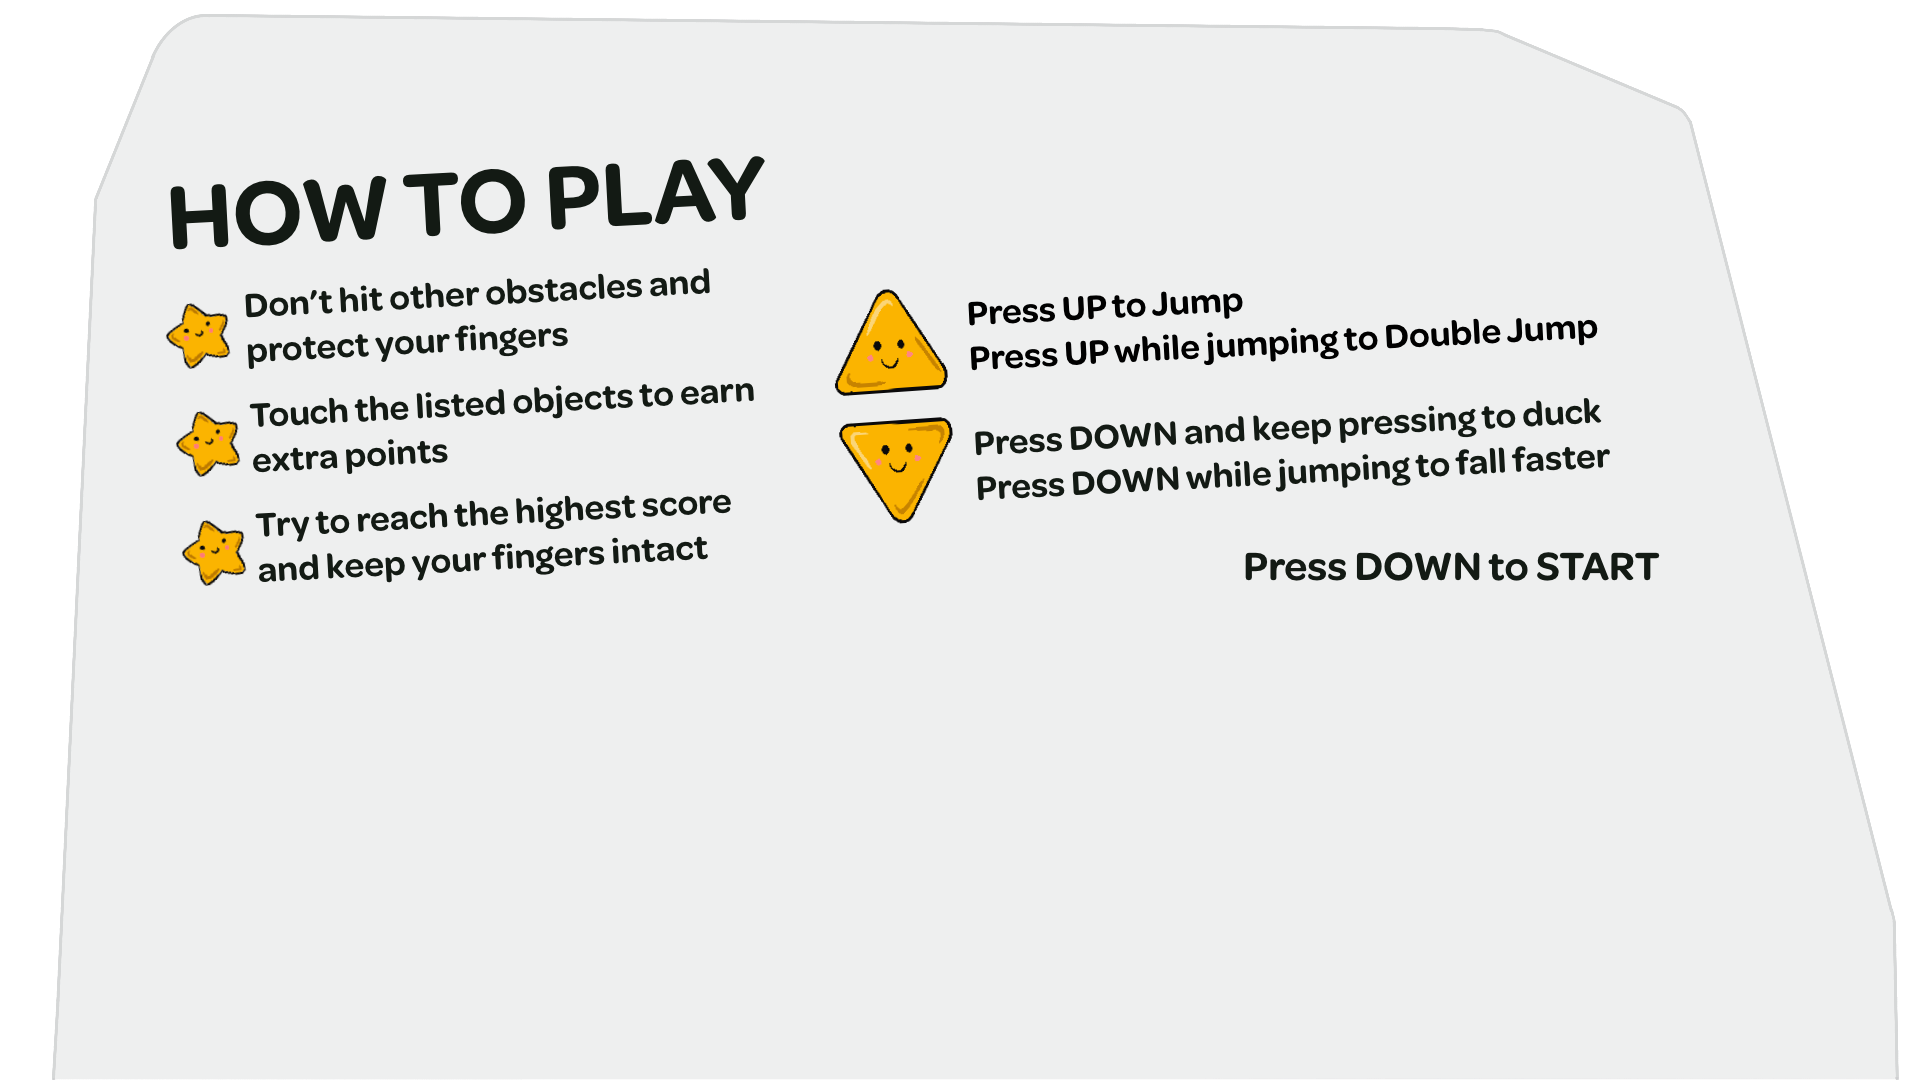 HOW TO PLAY
Don’t hit other obstacles and
protect your fingers
Touch the listed objects to earn
extra points
Try to reach the highest score
and keep your fingers intact
Press UP to Jump
Press UP while jumping to Double Jump
Press DOWN and keep pressing to duck
Press DOWN while jumping to fall faster
Press DOWN to START